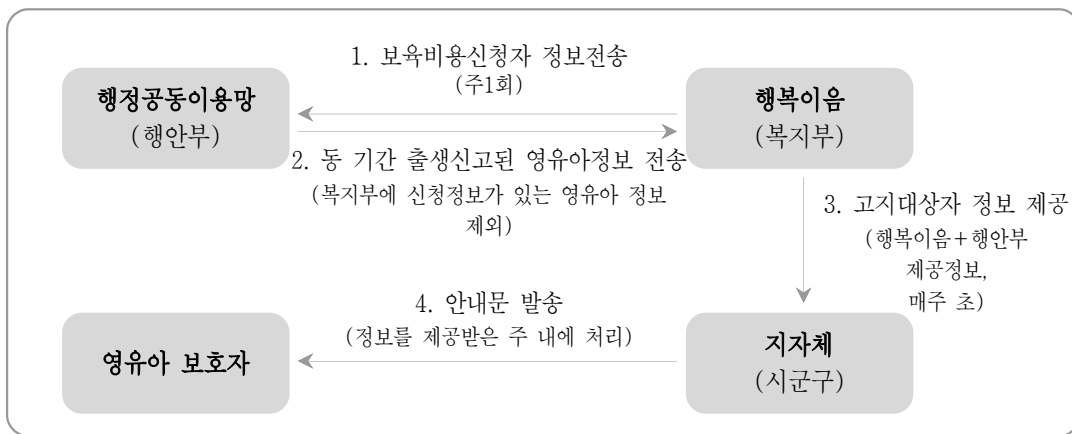 1. 보육비용신청자 정보전송
(주1회)
행정공동이용망
(행안부)
행복이음
(복지부)
2. 동 기간 출생신고된 영유아정보 전송
(복지부에 신청정보가 있는 영유아 정보
제외)
3. 고지대상자 정보 제공
(행복이음+행안부
제공정보,
매주 초)
4. 안내문 발송
(정보를 제공받은 주 내에 처리)
영유아 보호자
지자체
(시군구)